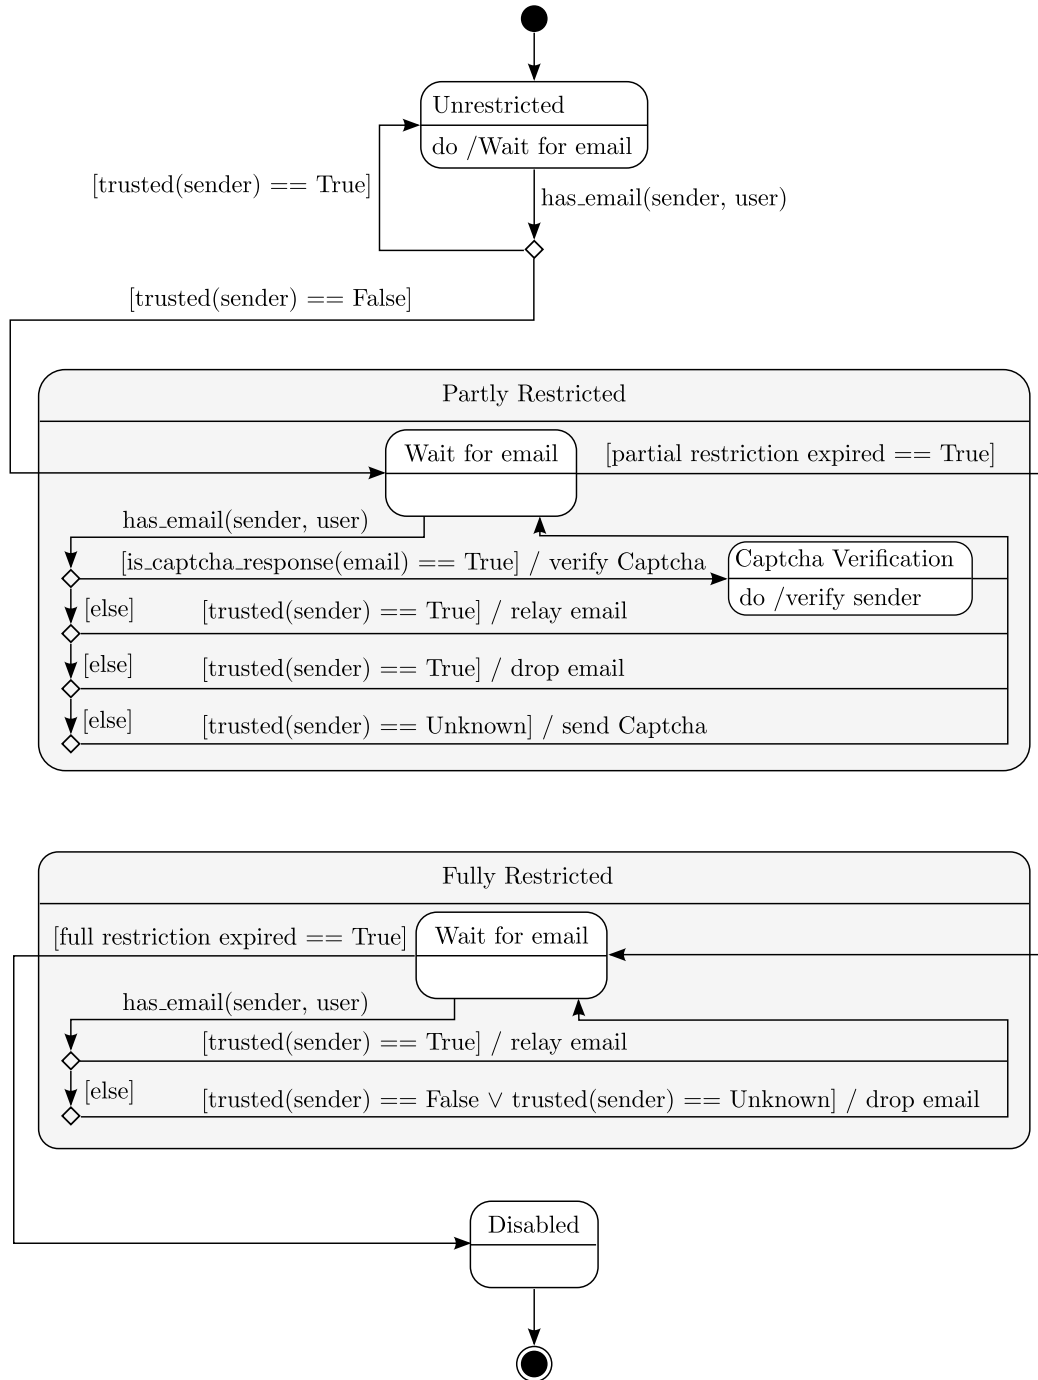 Unrestricted
do /Wait for email
[trusted(sender) == True]
has_email(sender, user)
[trusted(sender) == False]
Partly Restricted
Wait for email
[partial restriction expired == True]
has_email(sender, user)
[is_captcha_response(email) == True] / verify Captcha
Captcha Verification
do /verify sender
[else]
[trusted(sender) == True] / relay email
[else]
[trusted(sender) == True] / drop email
[else]
[trusted(sender) == Unknown] / send Captcha
Fully Restricted
[full restriction expired == True]
Wait for email
has_email(sender, user)
[trusted(sender) == True] / relay email
[else]
[trusted(sender) == False ∨ trusted(sender) == Unknown] / drop email
Disabled